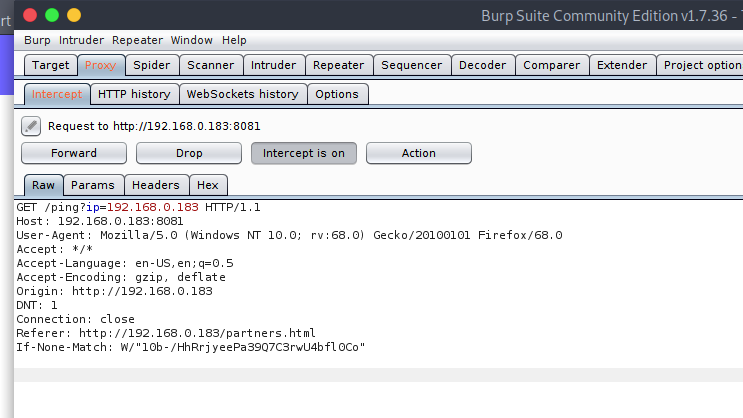 rt
Burp Suite Community Edition v1.7.36 -
Burp Intruder Repeater Window Help
Target Proxy Spider Scanner Intruder Repeater Sequencer Decoder Comparer Extender Project option
Intercept HTTP history WebSockets history Options
Request to http://192.168.0.183:8081
Forward Drop Intercept is on Action
Raw Params Headers Hex
GET /ping?ip=192.168.0.183 HTTP/1.1
Host: 192.168.0.183:8081
User-Agent: Mozilla/5.0 (Windows NT 10.0; rv:68.0) Gecko/20100101 Firefox/68.0
Accept: */*
Accept-Language: en-US,en;q=0.5
Accept-Encoding: gzip, deflate
Origin: http://192.168.0.183
DNT: 1
Connection: close
Referer: http://192.168.0.183/partners.html
If-None-Match: W/"10b-/HhRrjyeePa39Q7C3rwU4bfl0Co"